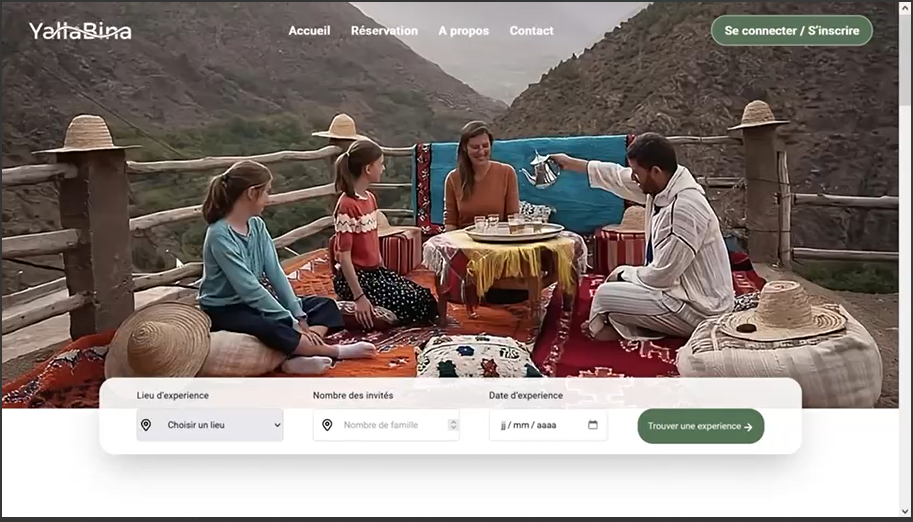 YallaBina
Accueil Réservation A propos Contact Se connecter / S'inscrire
Lieu d'experience Nombre des invités Date d'experience
Choisir un lieu Nombre de famille jj / mm / aaaa Trouver une experience →